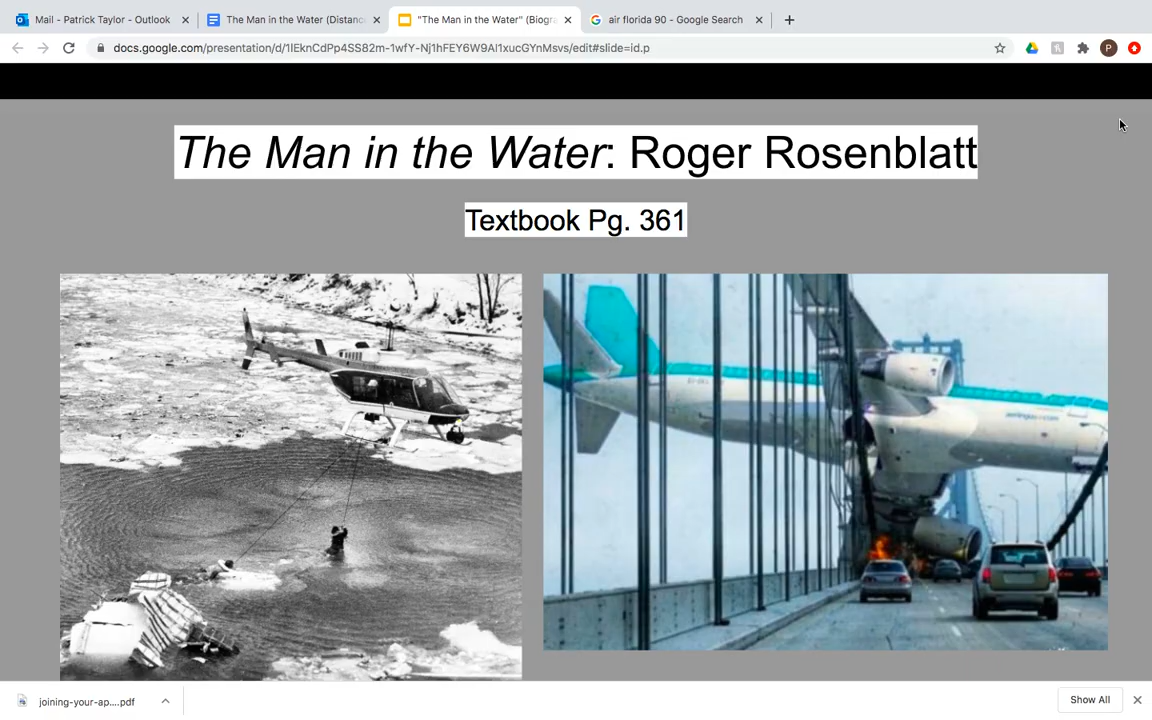 Mail - Patrick Taylor - Outlook
The Man in the Water (Distanc
"The Man in the Water" (Biogra
air florida 90 - Google Search
docs.google.com/presentation/d/1IEknCdPp4SS82m-1wfY-Nj1hFEY6W9Al1xucGYnMsvs/edit#slide=id.p
P
The Man in the Water: Roger Rosenblatt
Textbook Pg. 361
joining-your-ap....pdf
Show All